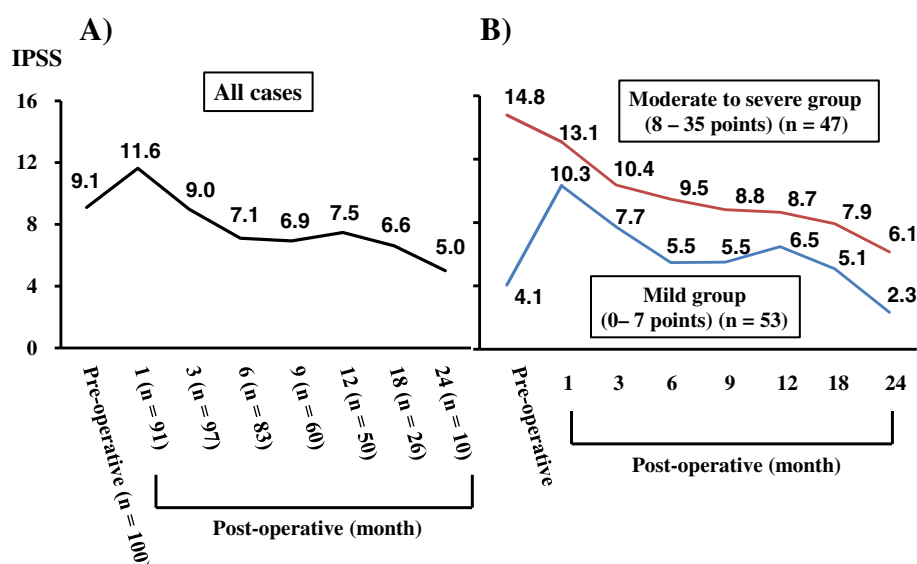 A)
IPSS
All cases
16
12
8
4
0
9.1
11.6
9.0
7.1
6.9
7.5
6.6
5.0
Pre-operative (n = 100)
1 (n = 91)
3 (n = 97)
6 (n = 83)
9 (n = 60)
12 (n = 50)
18 (n = 26)
24 (n = 10)
Post-operative (month)
B)
Moderate to severe group
(8 – 35 points) (n = 47)
14.8
13.1
10.4
9.5
8.8
8.7
7.9
6.1
4.1
10.3
7.7
5.5
5.5
6.5
5.1
2.3
Mild group
(0– 7 points) (n = 53)
Pre-operative
1
3
6
9
12
18
24
Post-operative (month)